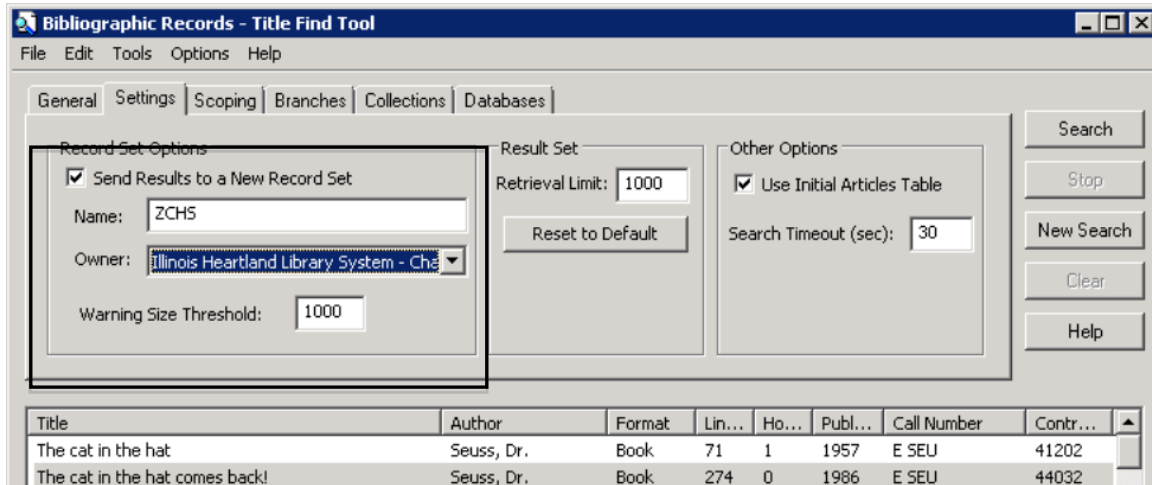 Bibliographic Records - Title Find Tool
File Edit Tools Options Help
General Settings Scoping Branches Collections Databases
Record Set Options
Send Results to a New Record Set
Name: ZCHS
Owner: Illinois Heartland Library System - Cha
Warning Size Threshold: 1000
Result Set
Retrieval Limit: 1000
Reset to Default
Other Options
Use Initial Articles Table
Search Timeout (sec): 30
Search
Stop
New Search
Clear
Help
Title Author Format Lin... Ho... Publ... Call Number Contr...
The cat in the hat Seuss, Dr. Book 71 1 1957 E SEU 41202
The cat in the hat comes back! Seuss, Dr. Book 274 0 1986 E SEU 44032